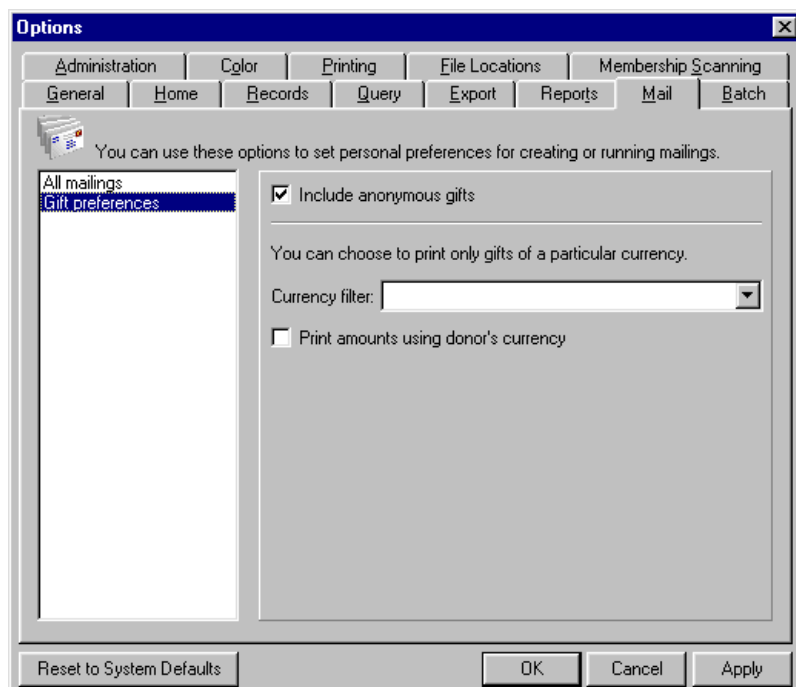 Options
Administration Color Printing File Locations Membership Scanning
General Home Records Query Export Reports Mail Batch
You can use these options to set personal preferences for creating or running mailings.
All mailings
Gift preferences
Include anonymous gifts
You can choose to print only gifts of a particular currency.
Currency filter:
Print amounts using donor's currency
Reset to System Defaults OK Cancel Apply